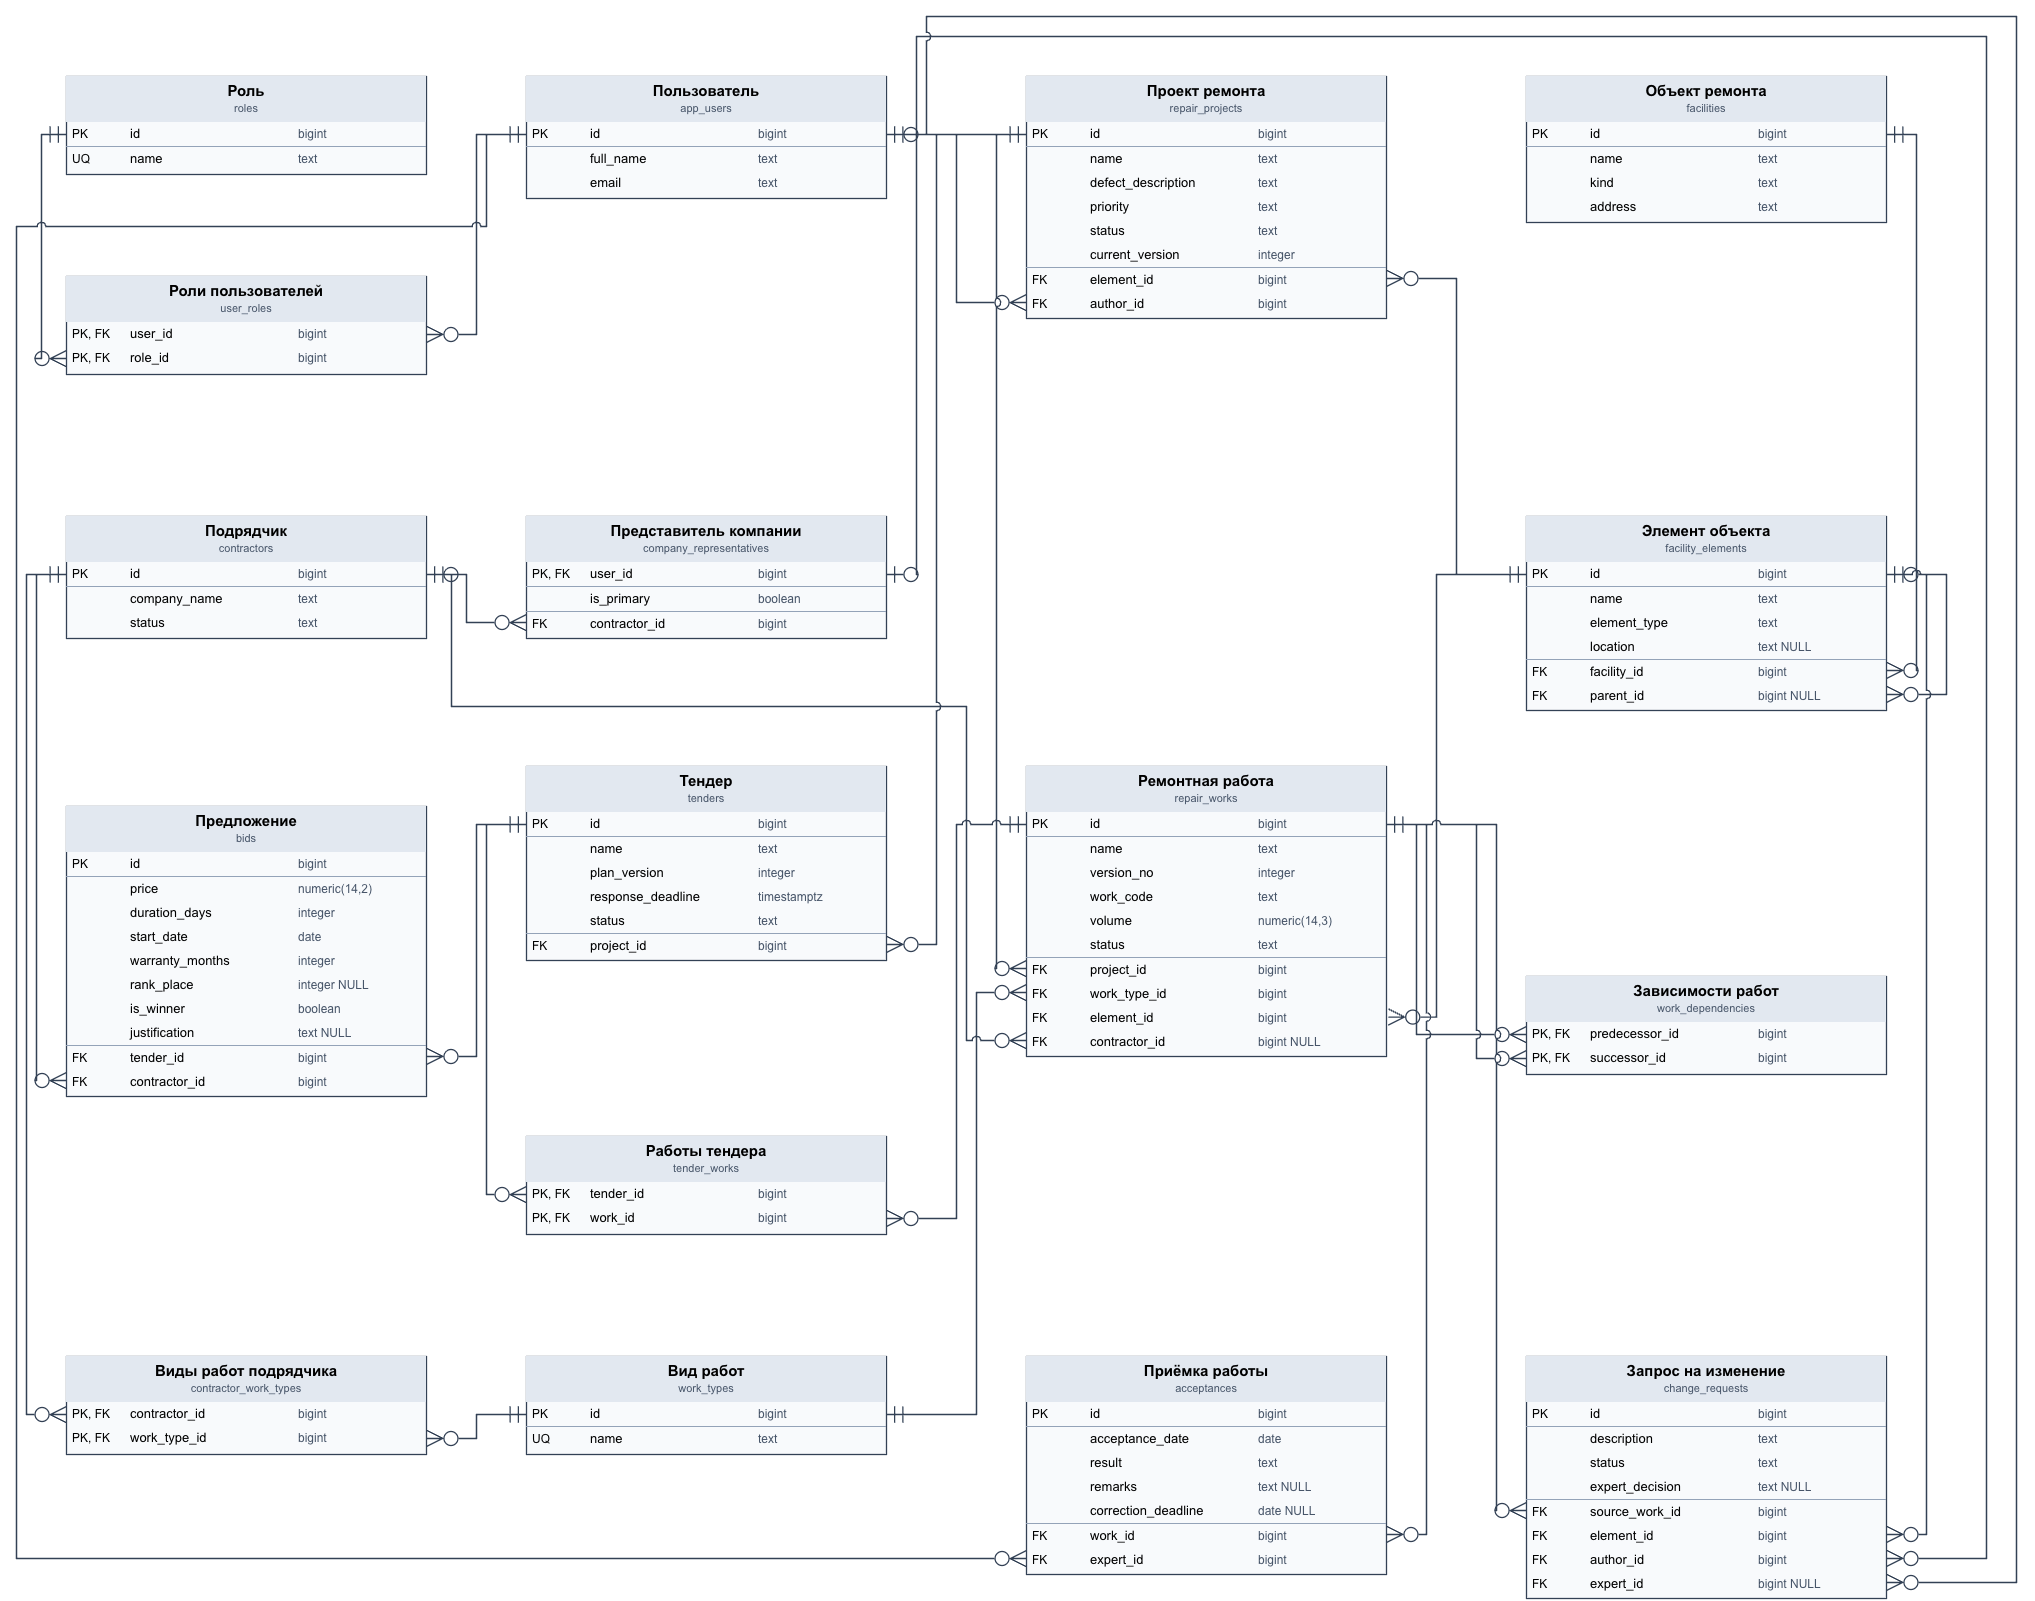 Роль
roles
PK id bigint
UQ name text
Пользователь
app_users
PK id bigint
full_name text
email text
Проект ремонта
repair_projects
PK id bigint
name text
defect_description text
priority text
status text
current_version integer
FK element_id bigint
FK author_id bigint
Объект ремонта
facilities
PK id bigint
name text
kind text
address text
Роли пользователей
user_roles
PK, FK user_id bigint
PK, FK role_id bigint
Подрядчик
contractors
PK id bigint
company_name text
status text
Представитель компании
company_representatives
PK, FK user_id bigint
is_primary boolean
FK contractor_id bigint
Элемент объекта
facility_elements
PK id bigint
name text
element_type text
location text NULL
FK facility_id bigint
FK parent_id bigint NULL
Предложение
bids
PK id bigint
price numeric(14,2)
duration_days integer
start_date date
warranty_months integer
rank_place integer NULL
is_winner boolean
justification text NULL
FK tender_id bigint
FK contractor_id bigint
Тендер
tenders
PK id bigint
name text
plan_version integer
response_deadline timestamptz
status text
FK project_id bigint
Ремонтная работа
repair_works
PK id bigint
name text
version_no integer
work_code text
volume numeric(14,3)
status text
FK project_id bigint
FK work_type_id bigint
FK element_id bigint
FK contractor_id bigint NULL
Зависимости работ
work_dependencies
PK, FK predecessor_id bigint
PK, FK successor_id bigint
Работы тендера
tender_works
PK, FK tender_id bigint
PK, FK work_id bigint
Виды работ подрядчика
contractor_work_types
PK, FK contractor_id bigint
PK, FK work_type_id bigint
Вид работ
work_types
PK id bigint
UQ name text
Приёмка работы
acceptances
PK id bigint
acceptance_date date
result text
remarks text NULL
correction_deadline date NULL
FK work_id bigint
FK expert_id bigint
Запрос на изменение
change_requests
PK id bigint
description text
status text
expert_decision text NULL
FK source_work_id bigint
FK element_id bigint
FK author_id bigint
FK expert_id bigint NULL